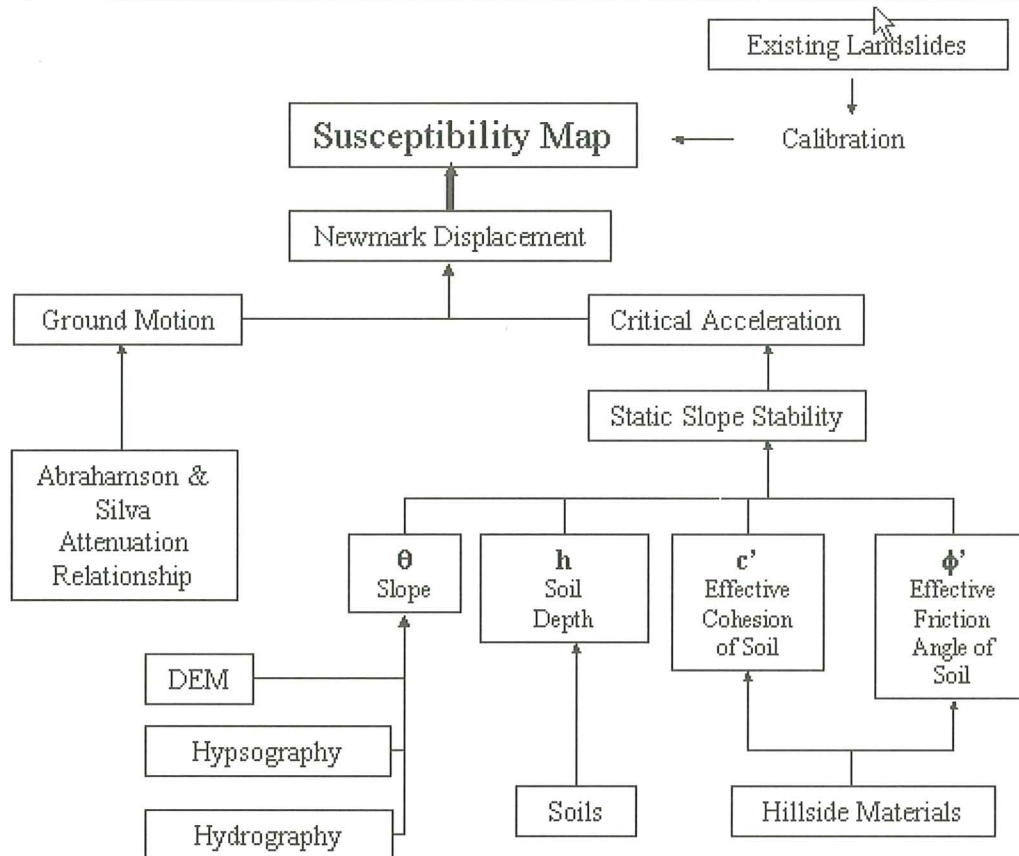 Existing Landslides
Susceptibility Map
Calibration
Newmark Displacement
Ground Motion
Critical Acceleration
Static Slope Stability
Abrahamson &
Silva
Attenuation
Relationship
θ
Slope
h
Soil
Depth
c’
Effective
Cohesion
of Soil
ϕ’
Effective
Friction
Angle of
Soil
DEM
Hypsography
Hydrography
Soils
Hillside Materials